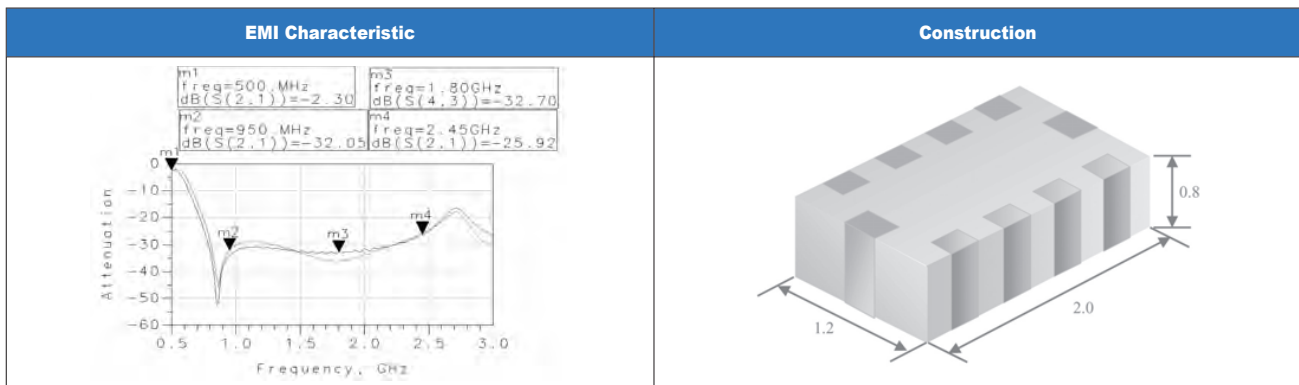 EMI Characteristic
Construction
m1
freq=500.MHz
dB(S(2,1))=-2.30
m3
freq=1.80GHz
dB(S(4,3))=-32.70
m2
freq=950.MHz
dB(S(2,1))=-32.05
m4
freq=2.45GHz
dB(S(2,1))=-25.92
m1
m2
m3
m4
0
-10
-20
-30
-40
-50
-60
Attenuation
0.5
1.0
1.5
2.0
2.5
3.0
Frequency, GHz
0.8
2.0
1.2